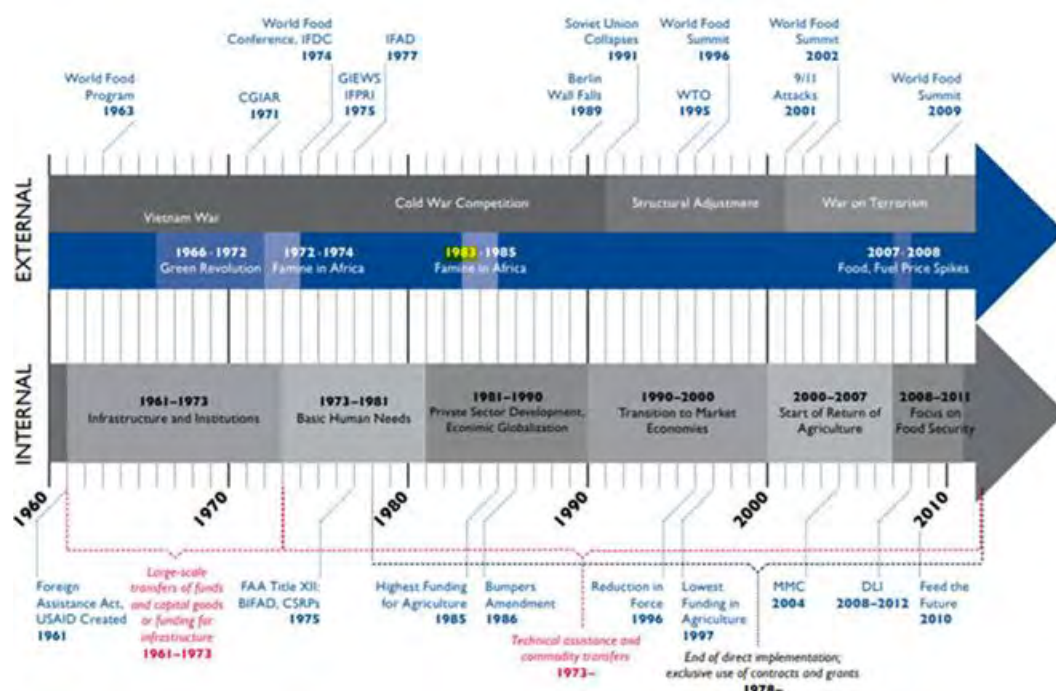 World Food
Program
1963
CGIAR
1971
World Food
Conference, IFDC
1974
GIEWS
IFPRI
1975
IFAD
1977
Berlin
Wall Falls
1989
Soviet Union
Collapses
1991
WTO
1995
World Food
Summit
1996
9/11
Attacks
2001
World Food
Summit
2002
World Food
Summit
2009
EXTERNAL
Vietnam War
Cold War Competition
Structural Adjustment
War on Terrorism
1966 - 1972
Green Revolution
1972 - 1974
Famine in Africa
1983 - 1985
Famine in Africa
2007 - 2008
Food, Fuel Price Spikes
INTERNAL
1961–1973
Infrastructure and Institutions
1973–1981
Basic Human Needs
1981–1990
Private Sector Development,
Econimic Globalization
1990–2000
Transition to Market
Economies
2000–2007
Start of Return of
Agriculture
2008–2011
Focus on
Food Security
1960
1970
1980
1990
2000
2010
Foreign
Assistance Act,
USAID Created
1961
Large-scale
transfers of funds
and capital goods
or funding for
infrastructure
1961–1973
FAA Title XII:
BIFAD, CSRPs
1975
Highest Funding
for Agriculture
1985
Bumpers
Amendment
1986
Technical assistance and
commodity transfers
1973–
Reduction in
Force
1996
Lowest
Funding in
Agriculture
1997
End of direct implementation;
exclusive use of contracts and grants
1978–
MMC
2004
DLI
2008–2012
Feed the
Future
2010